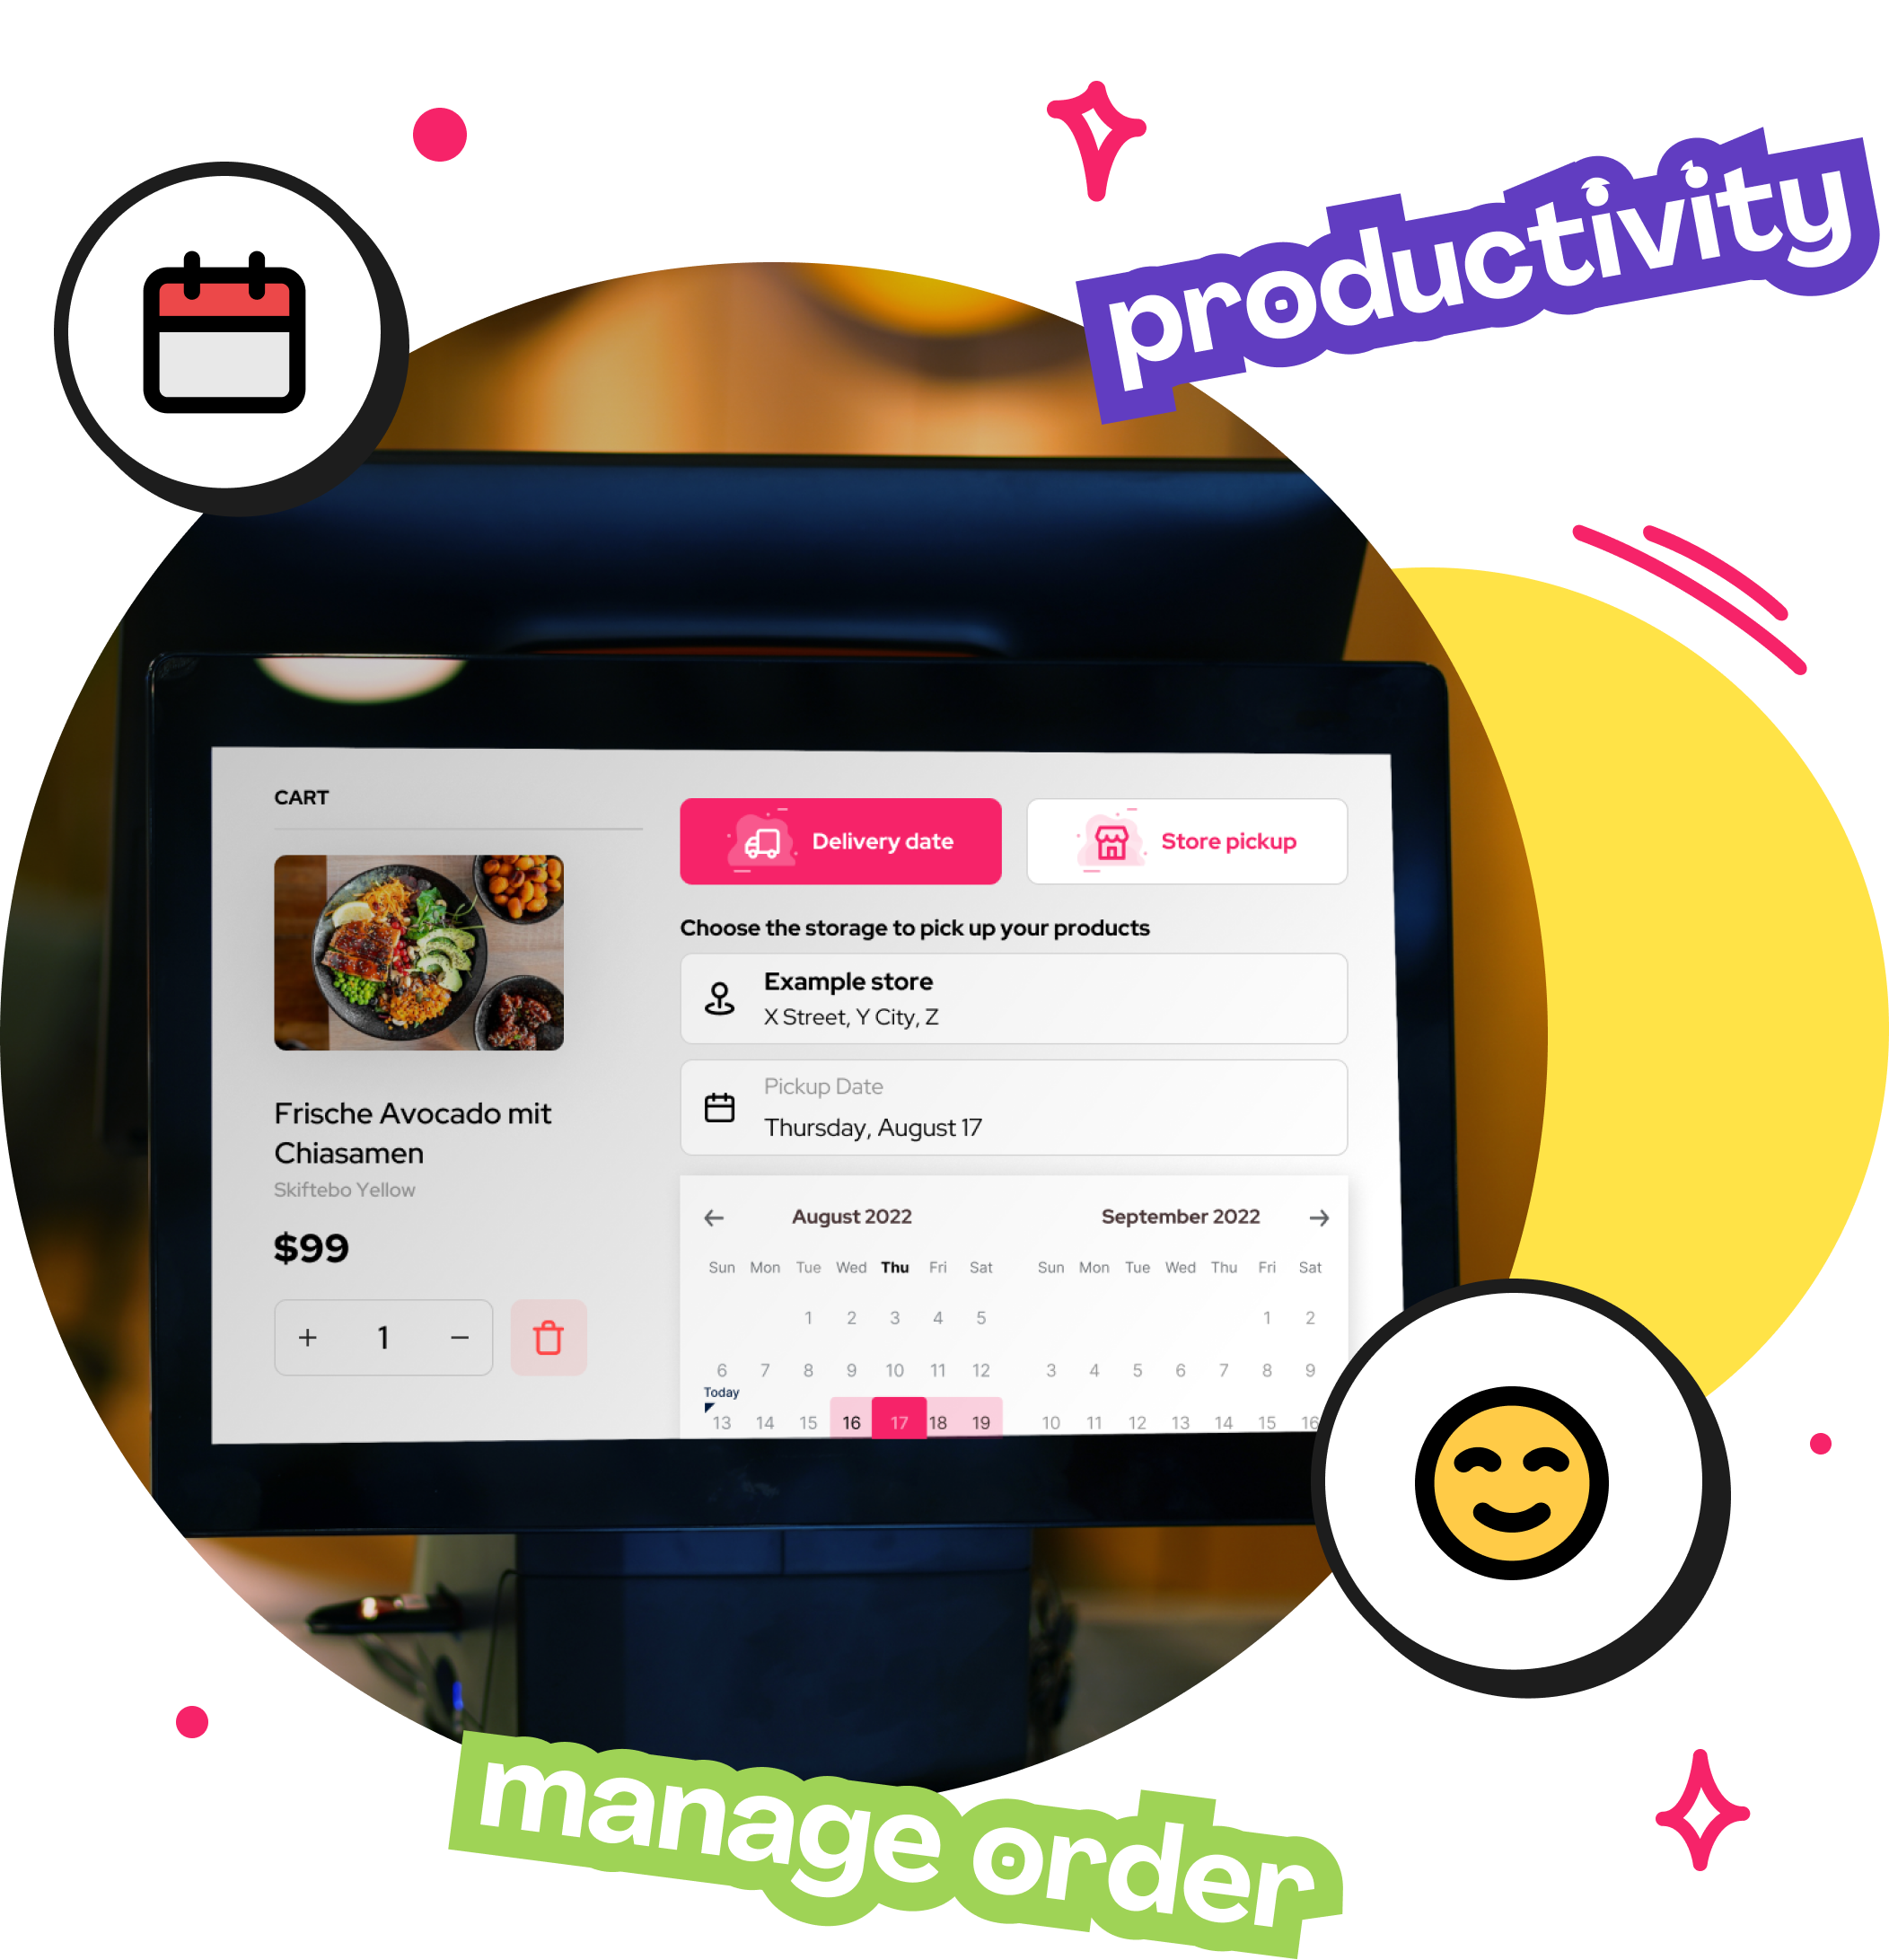 productivity
CART
Delivery date
Store pickup
Choose the storage to pick up your products
Example store
X Street, Y City, Z
Pickup Date
Thursday, August 17
Frische Avocado mit
Chiasamen
Skiftebo Yellow
$99
+ 1 −
August 2022
Sun Mon Tue Wed Thu Fri Sat
1 2 3 4 5
6 7 8 9 10 11 12
Today
13 14 15 16 17 18 19
September 2022
Sun Mon Tue Wed Thu Fri Sat
1 2
3 4 5 6 7 8 9
10 11 12 13 14 15 16
manage order